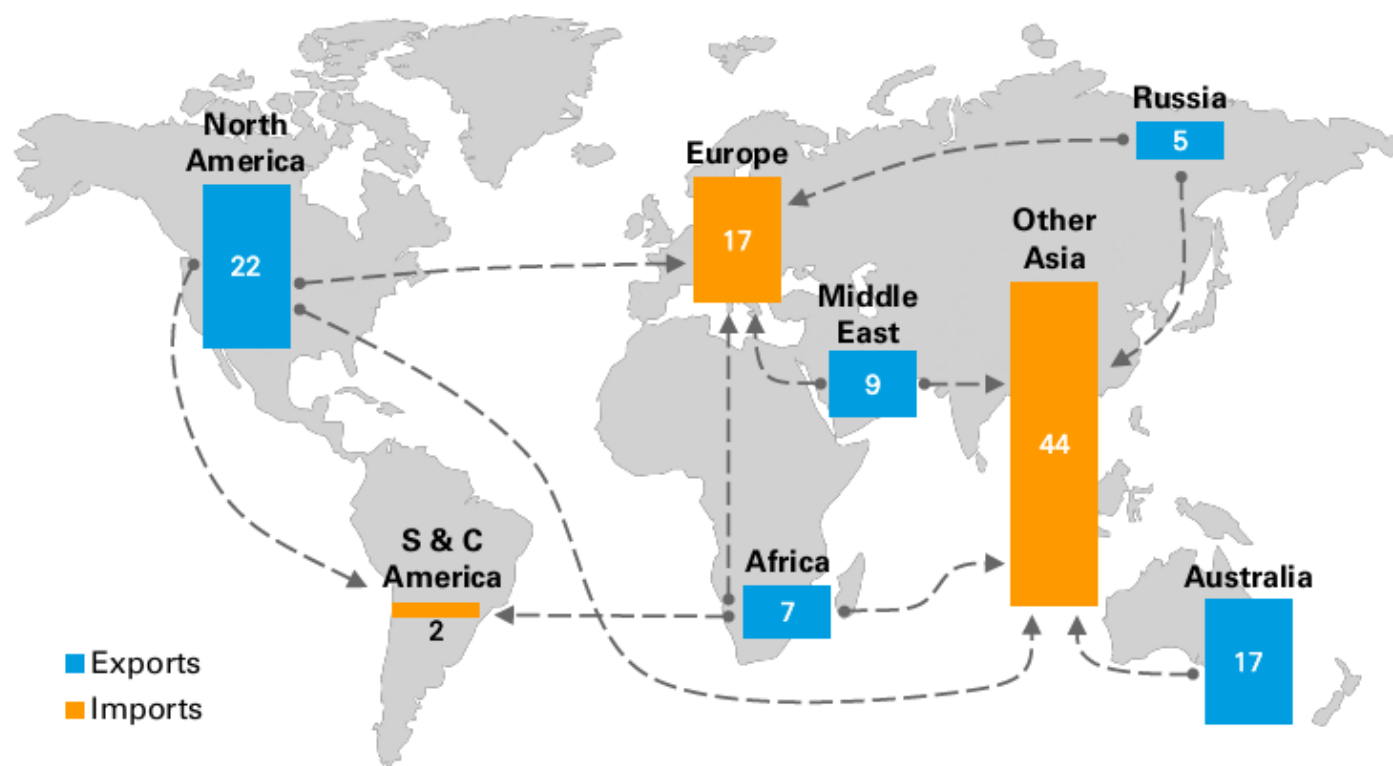 North
America
22
Europe
17
Russia
5
Other
Asia
44
Middle
East
9
S & C
America
2
Africa
7
Australia
17
Exports
Imports